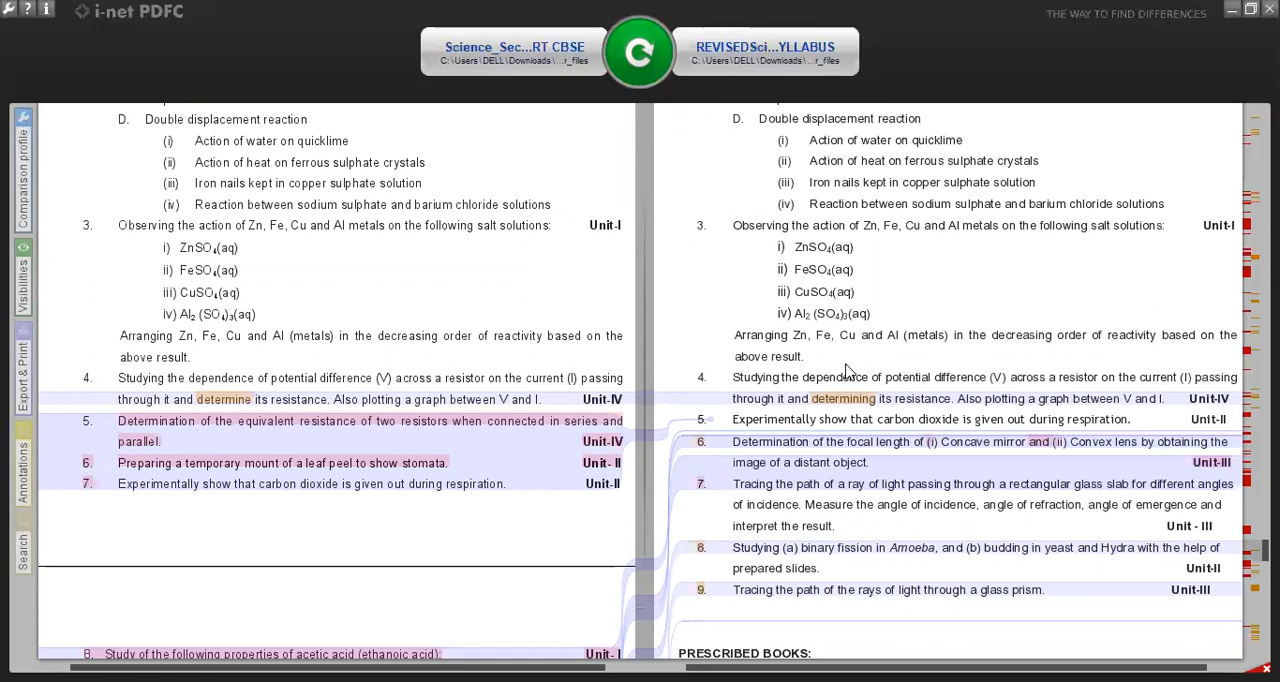 i-net PDFC
THE WAY TO FIND DIFFERENCES
Science_Sec...RT CBSE
C:\Users\DELL\Downloads\...r_files
REVISEDSci...YLLABUS
C:\Users\DELL\Downloads\...r_files
Comparison profile
Visibilities
Export & Print
Annotations
Search
D. Double displacement reaction
(i) Action of water on quicklime
(ii) Action of heat on ferrous sulphate crystals
(iii) Iron nails kept in copper sulphate solution
(iv) Reaction between sodium sulphate and barium chloride solutions
3. Observing the action of Zn, Fe, Cu and Al metals on the following salt solutions: Unit-I
i) ZnSO₄(aq)
ii) FeSO₄(aq)
iii) CuSO₄(aq)
iv) Al₂ (SO₄)₃(aq)
Arranging Zn, Fe, Cu and Al (metals) in the decreasing order of reactivity based on the
above result.
4. Studying the dependence of potential difference (V) across a resistor on the current (I) passing
through it and determine its resistance. Also plotting a graph between V and I. Unit-IV
5. Determination of the equivalent resistance of two resistors when connected in series and
parallel. Unit-IV
6. Preparing a temporary mount of a leaf peel to show stomata. Unit- II
7. Experimentally show that carbon dioxide is given out during respiration. Unit-II
8. Study of the following properties of acetic acid (ethanoic acid): Unit- I
D. Double displacement reaction
(i) Action of water on quicklime
(ii) Action of heat on ferrous sulphate crystals
(iii) Iron nails kept in copper sulphate solution
(iv) Reaction between sodium sulphate and barium chloride solutions
3. Observing the action of Zn, Fe, Cu and Al metals on the following salt solutions: Unit-I
i) ZnSO₄(aq)
ii) FeSO₄(aq)
iii) CuSO₄(aq)
iv) Al₂ (SO₄)₃(aq)
Arranging Zn, Fe, Cu and Al (metals) in the decreasing order of reactivity based on the
above result.
4. Studying the dependence of potential difference (V) across a resistor on the current (I) passing
through it and determining its resistance. Also plotting a graph between V and I. Unit-IV
5. Experimentally show that carbon dioxide is given out during respiration. Unit-II
6. Determination of the focal length of (i) Concave mirror and (ii) Convex lens by obtaining the
image of a distant object. Unit-III
7. Tracing the path of a ray of light passing through a rectangular glass slab for different angles
of incidence. Measure the angle of incidence, angle of refraction, angle of emergence and
interpret the result. Unit - III
8. Studying (a) binary fission in Amoeba, and (b) budding in yeast and Hydra with the help of
prepared slides. Unit-II
9. Tracing the path of the rays of light through a glass prism. Unit-III
PRESCRIBED BOOKS: